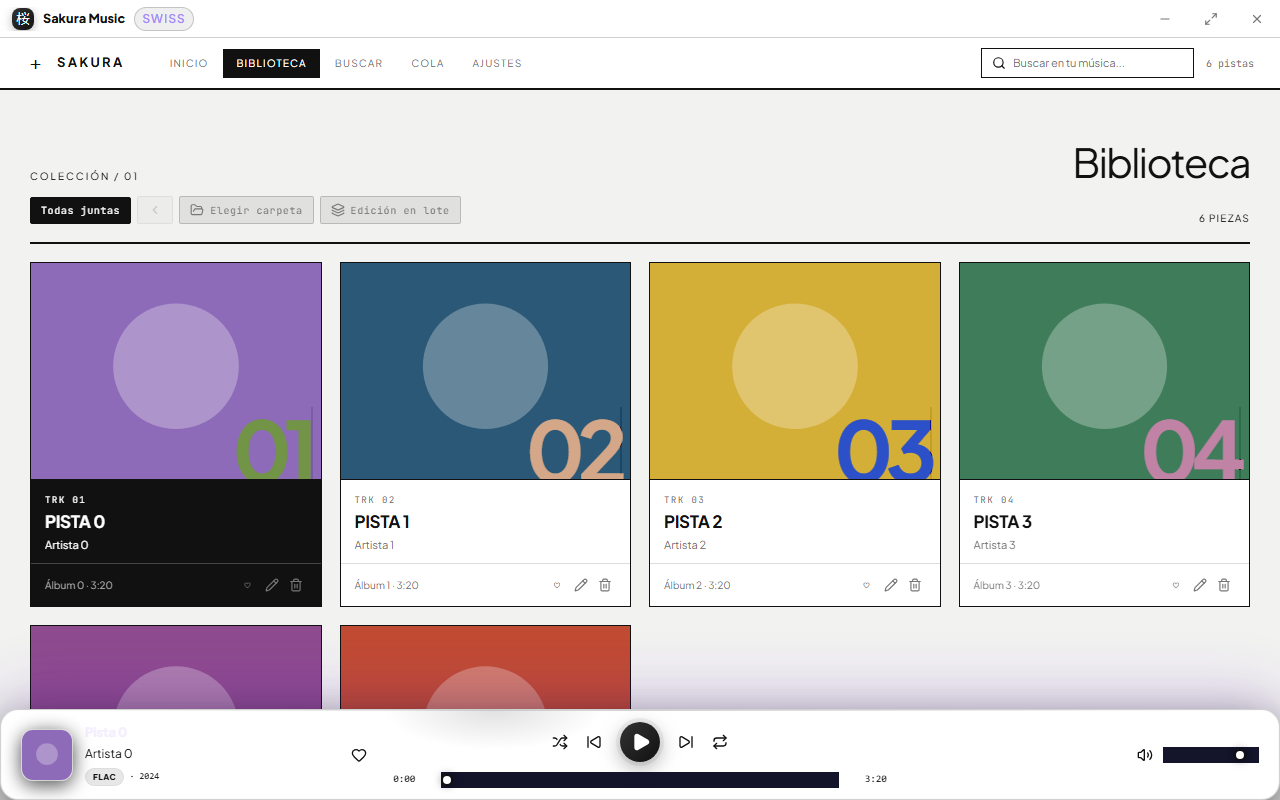 桜 Sakura Music SWISS
+ SAKURA INICIO BIBLIOTECA BUSCAR COLA AJUSTES Buscar en tu música... 6 pistas
COLECCIÓN / 01
Biblioteca
Todas juntas Elegir carpeta Edición en lote
6 PIEZAS
01 02 03 04
TRK 01
PISTA 0
Artista 0
Álbum 0 · 3:20
TRK 02
PISTA 1
Artista 1
Álbum 1 · 3:20
TRK 03
PISTA 2
Artista 2
Álbum 2 · 3:20
TRK 04
PISTA 3
Artista 3
Álbum 3 · 3:20
Pista 0
Artista 0
FLAC · 2024
0:00 3:20